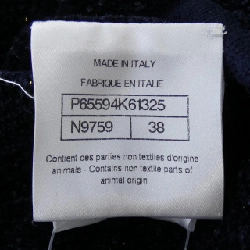 MADE IN ITALY
FABRIQUE EN ITALIE
P65594K61325
N9759 38
Contient des parties non textiles d'origine
animale - Contains non textile parts of
animal origin